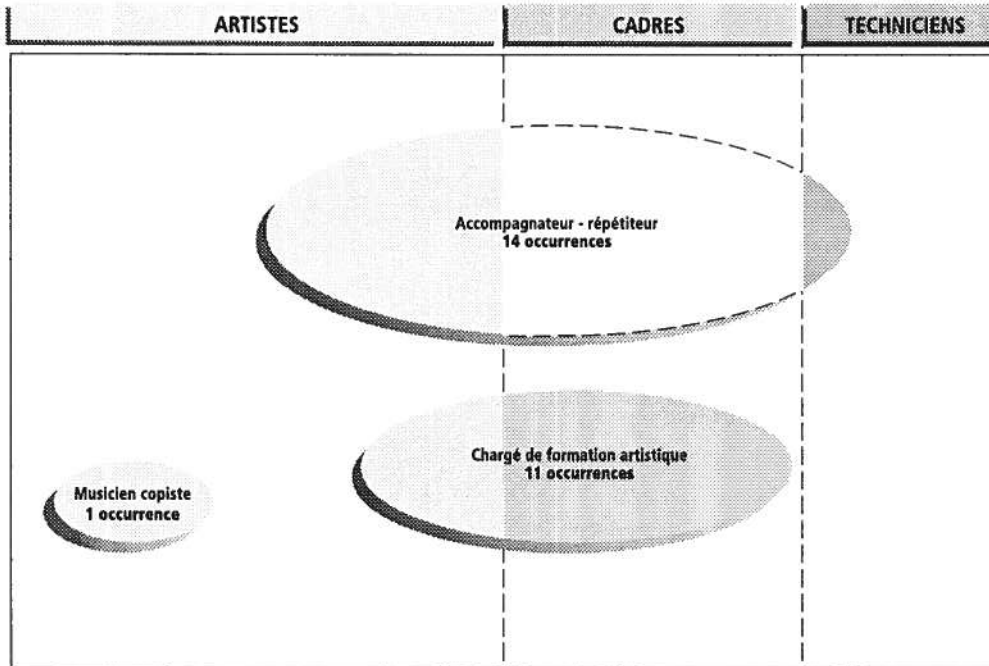 ARTISTES CADRES TECHNICIENS
Accompagnateur - répétiteur
14 occurrences
Chargé de formation artistique
11 occurrences
Musicien copiste
1 occurrence